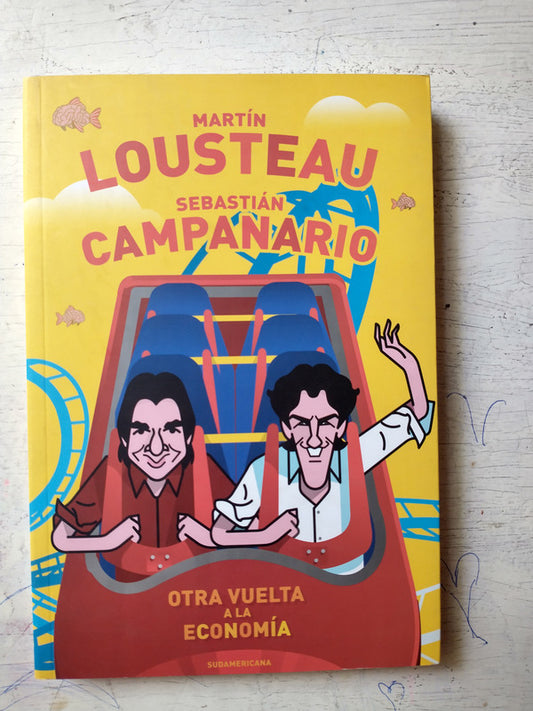 MARTÍN
LOUSTEAU
SEBASTIÁN
CAMPANARIO
OTRA VUELTA
A LA
ECONOMÍA
SUDAMERICANA